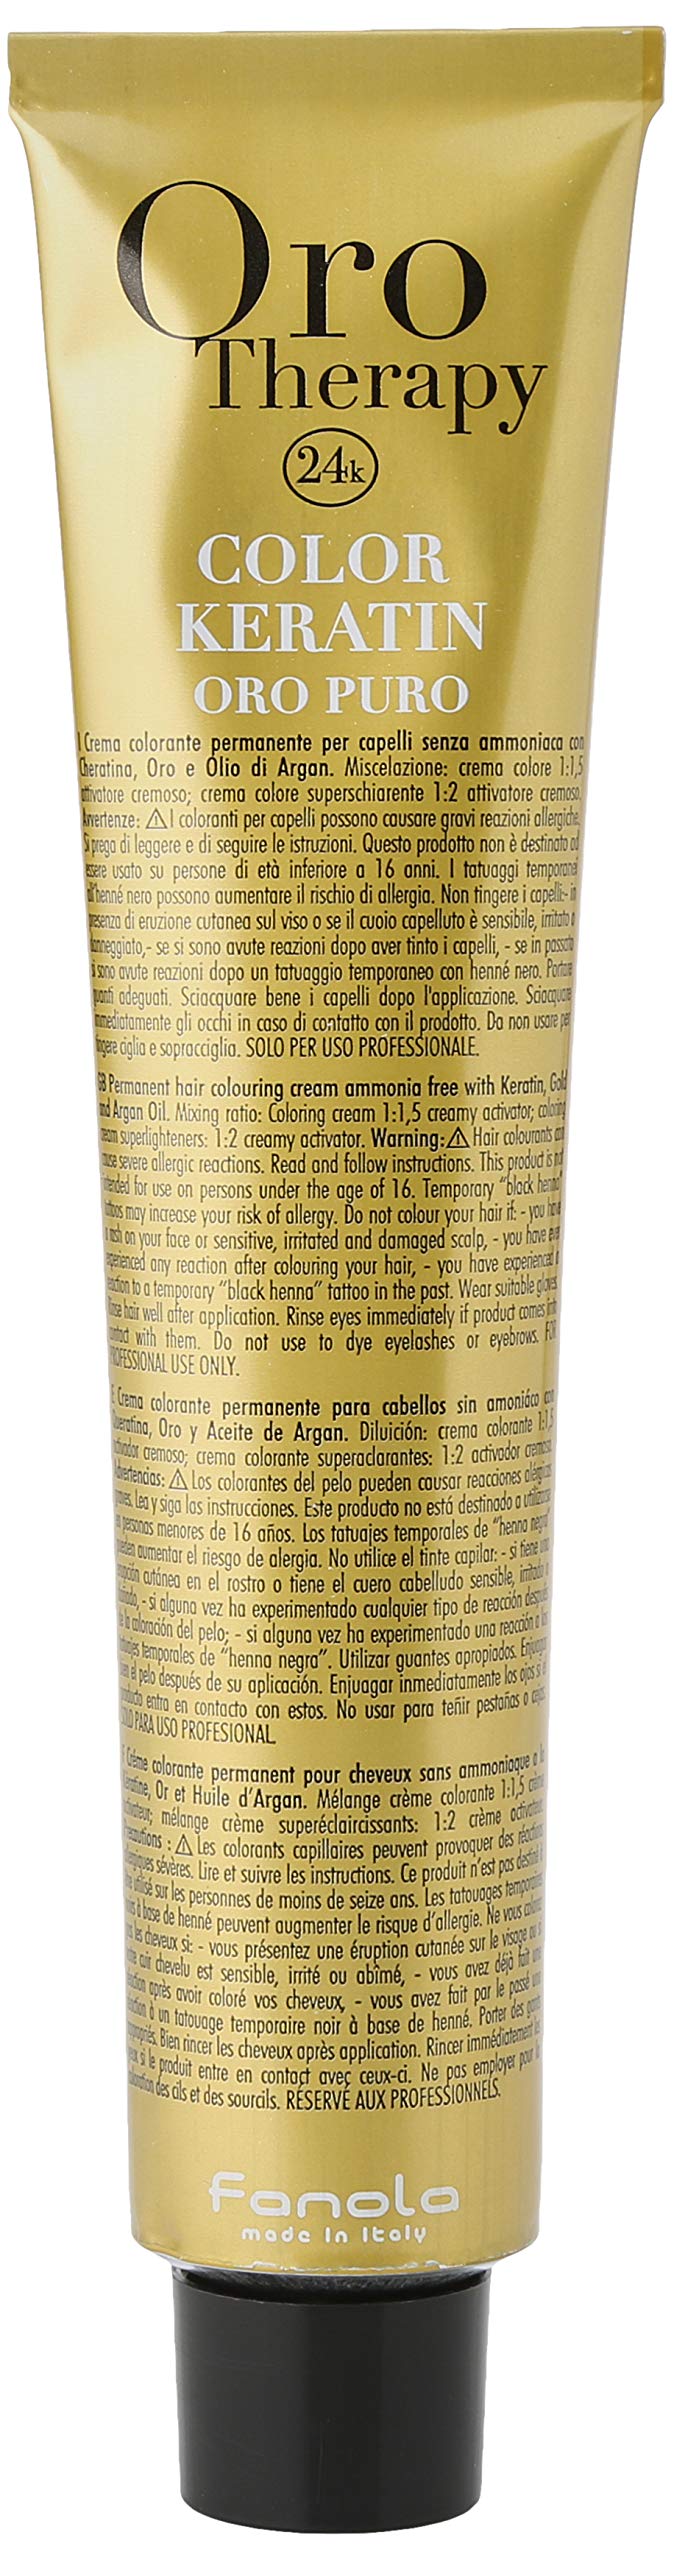 Oro
Therapy
24k
COLOR
KERATIN
ORO PURO
I Crema colorante permanente per capelli senza ammoniaca con
Cheratina, Oro e Olio di Argan. Miscelazione: crema colore 1:1,5
attivatore cremoso; crema colore superschiarente 1:2 attivatore cremoso.
Avvertenze: ⚠I coloranti per capelli possono causare gravi reazioni allergiche.
Si prega di leggere e di seguire le istruzioni. Questo prodotto non è destinato ad
essere usato su persone di età inferiore a 16 anni. I tatuaggi temporanei
all'henné nero possono aumentare il rischio di allergia. Non tingere i capelli:- in
presenza di eruzione cutanea sul viso o se il cuoio capelluto è sensibile, irritato o
danneggiato,- se si sono avute reazioni dopo aver tinto i capelli, - se in passato
si sono avute reazioni dopo un tatuaggio temporaneo con henné nero. Portare
guanti adeguati. Sciacquare bene i capelli dopo l'applicazione. Sciacquare
immediatamente gli occhi in caso di contatto con il prodotto. Da non usare per
tingere ciglia e sopracciglia. SOLO PER USO PROFESSIONALE.
GB Permanent hair colouring cream ammonia free with Keratin, Gold
and Argan Oil. Mixing ratio: Coloring cream 1:1,5 creamy activator; coloring
cream superlighteners: 1:2 creamy activator. Warning:⚠Hair colourants can
cause severe allergic reactions. Read and follow instructions. This product is not
intended for use on persons under the age of 16. Temporary "black henna"
tattoos may increase your risk of allergy. Do not colour your hair if: - you have
a rash on your face or sensitive, irritated and damaged scalp, - you have ever
experienced any reaction after colouring your hair, - you have experienced a
reaction to a temporary "black henna" tattoo in the past. Wear suitable gloves.
Rinse hair well after application. Rinse eyes immediately if product comes into
contact with them. Do not use to dye eyelashes or eyebrows. FOR
PROFESSIONAL USE ONLY.
E Crema colorante permanente para cabellos sin amoniáco con
Queratina, Oro y Aceite de Argan. Diluición: crema colorante 1:1,5
activador cremoso; crema colorante superaclarantes: 1:2 activador cremoso.
Advertencias: ⚠Los colorantes del pelo pueden causar reacciones alérgicas
graves. Lea y siga las instrucciones. Este producto no está destinado a utilizarse
en personas menores de 16 años. Los tatuajes temporales de "henna negra"
pueden aumentar el riesgo de alergia. No utilice el tinte capilar: - si tiene una
erupción cutánea en el rostro o tiene el cuero cabelludo sensible, irritado o
dañado, - si alguna vez ha experimentado cualquier tipo de reacción después
de la coloración del pelo; - si alguna vez ha experimentado una reacción a los
tatuajes temporales de "henna negra". Utilizar guantes apropiados. Enjuagar
bien el pelo después de su aplicación. Enjuagar inmediatamente los ojos si el
producto entra en contacto con estos. No usar para teñir pestañas o cejas.
SOLO PARA USO PROFESIONAL.
F Crème colorante permanent pour cheveux sans ammoniaque a la
Keratine, Or et Huile d'Argan. Mélange crème colorante 1:1,5 crème
activateur; mélange crème superéclaircissants: 1:2 crème activateur.
Precautions : ⚠Les colorants capillaires peuvent provoquer des réactions
allergiques sévères. Lire et suivre les instructions. Ce produit n'est pas destiné à
être utilisé sur les personnes de moins de seize ans. Les tatouages temporaires
noirs à base de henné peuvent augmenter le risque d'allergie. Ne vous colorez
pas les cheveux si: - vous présentez une éruption cutanée sur le visage ou si
votre cuir chevelu est sensible, irrité ou abîmé, - vous avez déjà fait une
réaction après avoir coloré vos cheveux, - vous avez fait par le passé une
réaction à un tatouage temporaire noir à base de henné. Porter des gants
appropriés. Bien rincer les cheveux après application. Rincer immédiatement les
yeux si le produit entre en contact avec ceux-ci. Ne pas employer pour la
coloration des cils et des sourcils. RÉSERVÉ AUX PROFESSIONNELS.
fanola
made in Italy